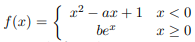 f(x) = { x² − ax + 1   x < 0
be^x   x ≥ 0